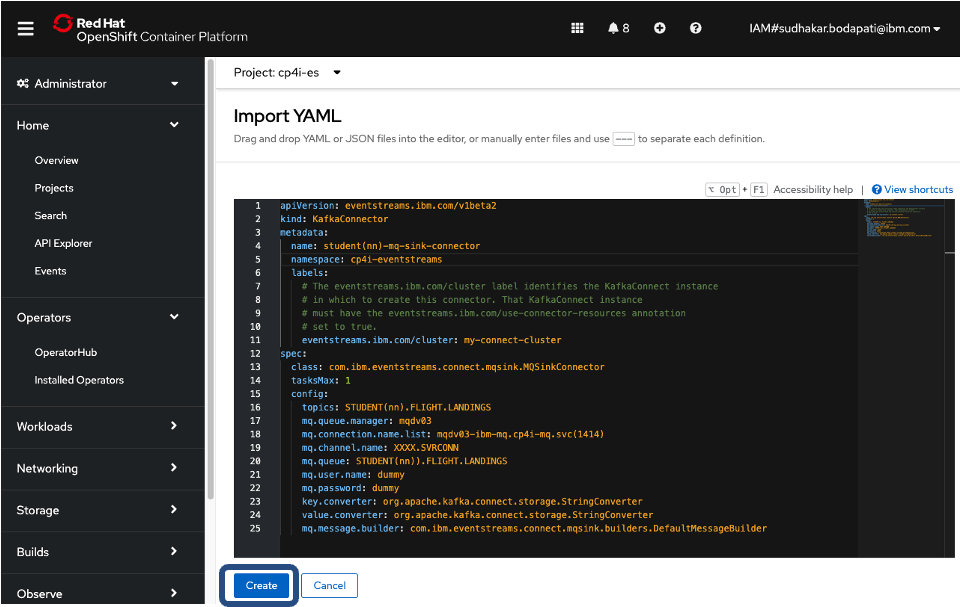 Red Hat
OpenShift Container Platform
8
IAM#sudhakar.bodapati@ibm.com
Administrator
Home
Overview
Projects
Search
API Explorer
Events
Operators
OperatorHub
Installed Operators
Workloads
Networking
Storage
Builds
Observe
Project: cp4i-es
Import YAML
Drag and drop YAML or JSON files into the editor, or manually enter files and use --- to separate each definition.
⌥ Opt + F1 Accessibility help | View shortcuts
1 apiVersion: eventstreams.ibm.com/v1beta2
2 kind: KafkaConnector
3 metadata:
4 name: student(nn)-mq-sink-connector
5 namespace: cp4i-eventstreams
6 labels:
7 # The eventstreams.ibm.com/cluster label identifies the KafkaConnect instance
8 # in which to create this connector. That KafkaConnect instance
9 # must have the eventstreams.ibm.com/use-connector-resources annotation
10 # set to true.
11 eventstreams.ibm.com/cluster: my-connect-cluster
12 spec:
13 class: com.ibm.eventstreams.connect.mqsink.MQSinkConnector
14 tasksMax: 1
15 config:
16 topics: STUDENT(nn).FLIGHT.LANDINGS
17 mq.queue.manager: mqdv03
18 mq.connection.name.list: mqdv03-ibm-mq.cp4i-mq.svc(1414)
19 mq.channel.name: XXXX.SVRCONN
20 mq.queue: STUDENT(nn)).FLIGHT.LANDINGS
21 mq.user.name: dummy
22 mq.password: dummy
23 key.converter: org.apache.kafka.connect.storage.StringConverter
24 value.converter: org.apache.kafka.connect.storage.StringConverter
25 mq.message.builder: com.ibm.eventstreams.connect.mqsink.builders.DefaultMessageBuilder
Create
Cancel